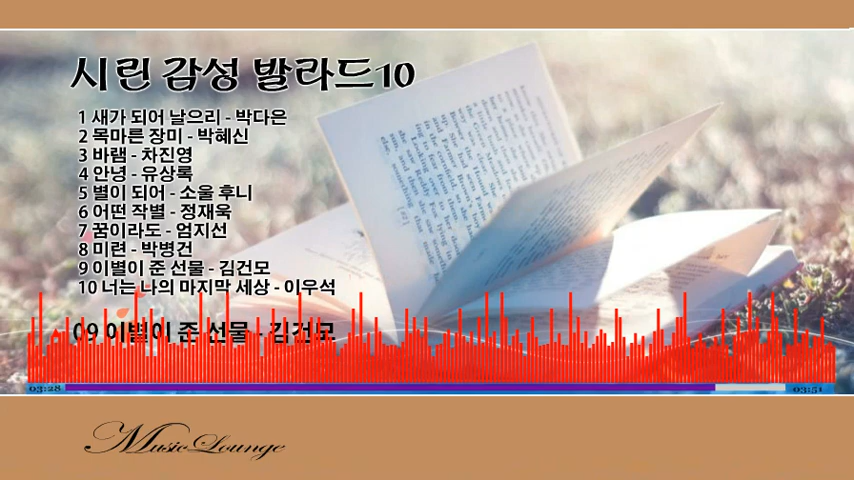 시린 감성 발라드10
1 새가 되어 날으리 - 박다은
2 목마른 장미 - 박혜신
3 바램 - 차진영
4 안녕 - 유상록
5 별이 되어 - 소울 후니
6 어떤 작별 - 정재욱
7 꿈이라도 - 엄지선
8 미련 - 박병건
9 이별이 준 선물 - 김건모
10 너는 나의 마지막 세상 - 이우석
09 이별이 준 선물 - 김건모
03:28
03:51
Music Lounge